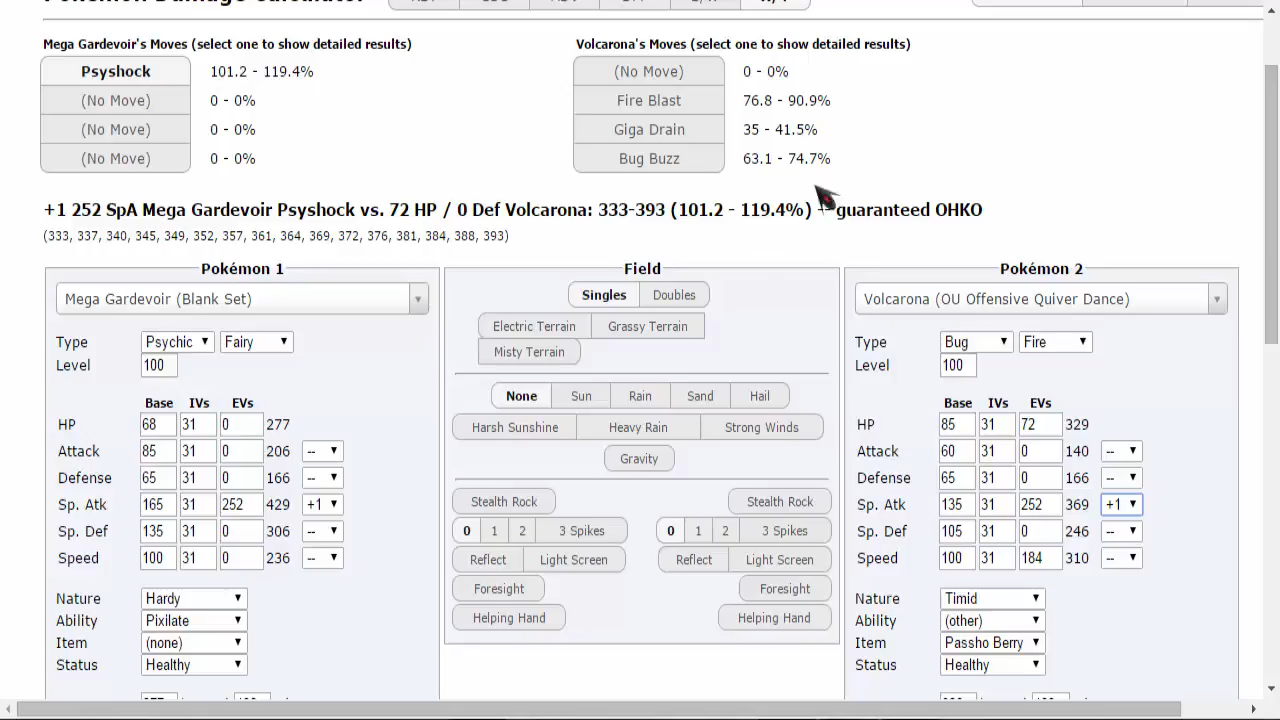 Pokémon Damage Calculator
Mega Gardevoir's Moves (select one to show detailed results)
Volcarona's Moves (select one to show detailed results)
Psyshock 101.2 - 119.4%
(No Move) 0 - 0%
(No Move) 0 - 0%
(No Move) 0 - 0%
(No Move) 0 - 0%
Fire Blast 76.8 - 90.9%
Giga Drain 35 - 41.5%
Bug Buzz 63.1 - 74.7%
+1 252 SpA Mega Gardevoir Psyshock vs. 72 HP / 0 Def Volcarona: 333-393 (101.2 - 119.4%) -- guaranteed OHKO
(333, 337, 340, 345, 349, 352, 357, 361, 364, 369, 372, 376, 381, 384, 388, 393)
Pokémon 1
Mega Gardevoir (Blank Set)
Type Psychic Fairy
Level 100
Base IVs EVs
HP 68 31 0 277
Attack 85 31 0 206 --
Defense 65 31 0 166 --
Sp. Atk 165 31 252 429 +1
Sp. Def 135 31 0 306 --
Speed 100 31 0 236 --
Nature Hardy
Ability Pixilate
Item (none)
Status Healthy
Field
Singles Doubles
Electric Terrain Grassy Terrain
Misty Terrain
None Sun Rain Sand Hail
Harsh Sunshine Heavy Rain Strong Winds
Gravity
Stealth Rock Stealth Rock
0 1 2 3 Spikes 0 1 2 3 Spikes
Reflect Light Screen Reflect Light Screen
Foresight Foresight
Helping Hand Helping Hand
Pokémon 2
Volcarona (OU Offensive Quiver Dance)
Type Bug Fire
Level 100
Base IVs EVs
HP 85 31 72 329
Attack 60 31 0 140 --
Defense 65 31 0 166 --
Sp. Atk 135 31 252 369 +1
Sp. Def 105 31 0 246 --
Speed 100 31 184 310 --
Nature Timid
Ability (other)
Item Passho Berry
Status Healthy